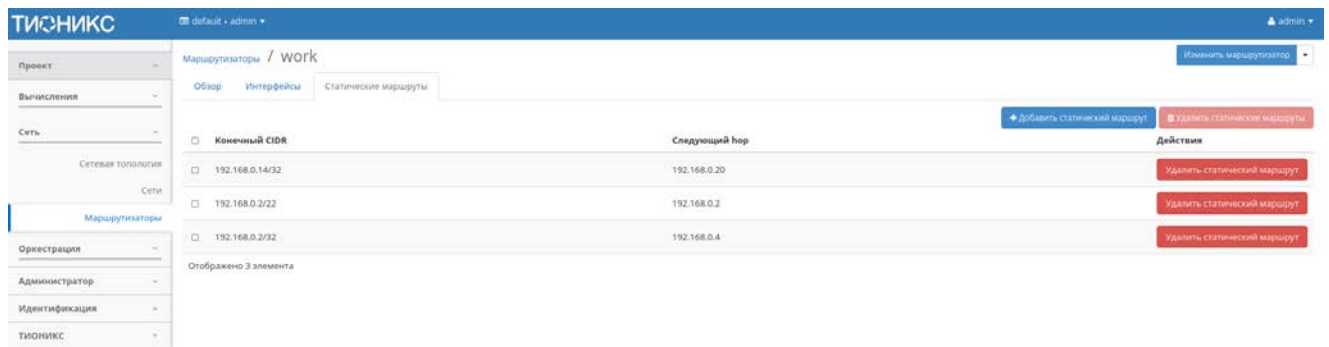 ТИОНИКС
default • admin
admin
Проект
Вычисления
Сеть
Сетевая топология
Сети
Маршрутизаторы
Оркестрация
Администратор
Идентификация
ТИОНИКС
Маршрутизаторы / work
Изменить маршрутизатор
Обзор Интерфейсы Статические маршруты
+ Добавить статический маршрут Удалить статические маршруты
Конечный CIDR Следующий hop Действия
192.168.0.14/32 192.168.0.20 Удалить статический маршрут
192.168.0.2/22 192.168.0.2 Удалить статический маршрут
192.168.0.2/32 192.168.0.4 Удалить статический маршрут
Отображено 3 элемента